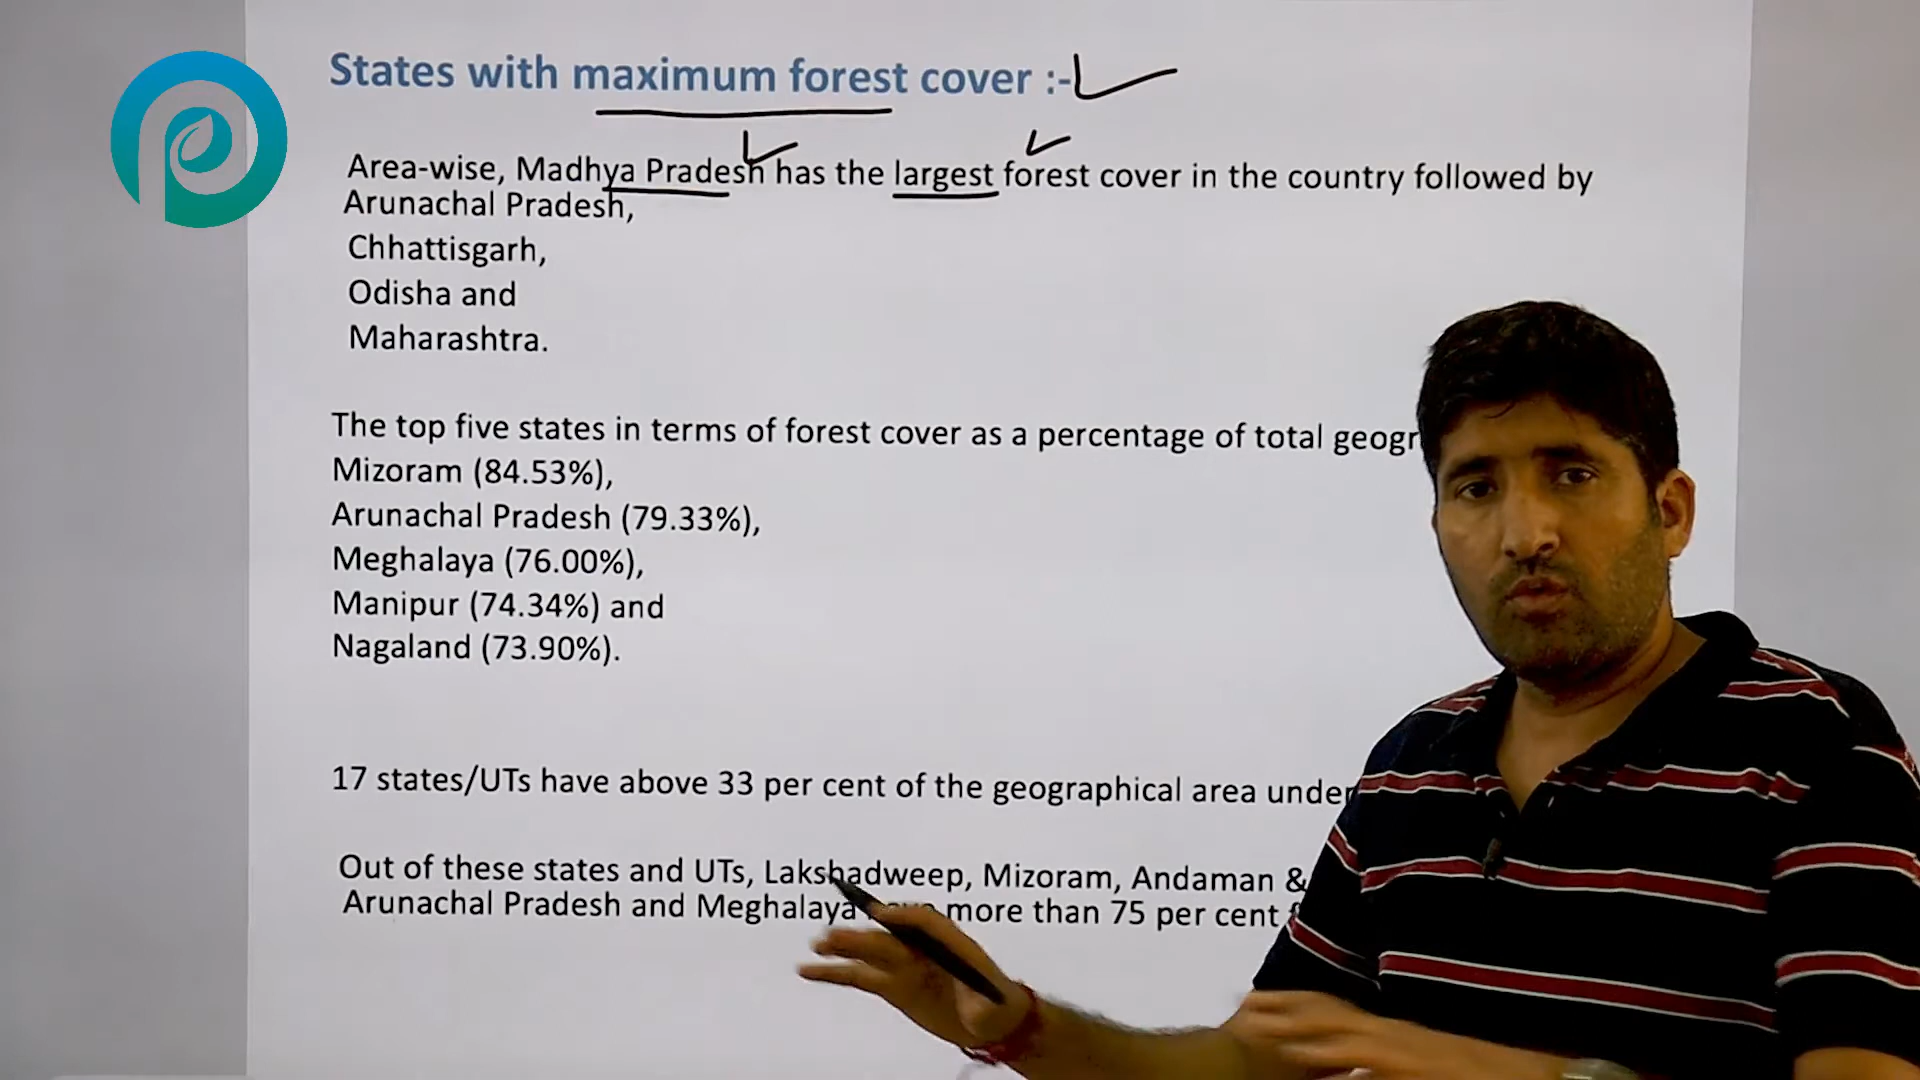 States with maximum forest cover :-
Area-wise, Madhya Pradesh has the largest forest cover in the country followed by
Arunachal Pradesh,
Chhattisgarh,
Odisha and
Maharashtra.
The top five states in terms of forest cover as a percentage of total geogr
Mizoram (84.53%),
Arunachal Pradesh (79.33%),
Meghalaya (76.00%),
Manipur (74.34%) and
Nagaland (73.90%).
17 states/UTs have above 33 per cent of the geographical area under
Out of these states and UTs, Lakshadweep, Mizoram, Andaman &
Arunachal Pradesh and Meghalaya more than 75 per cent